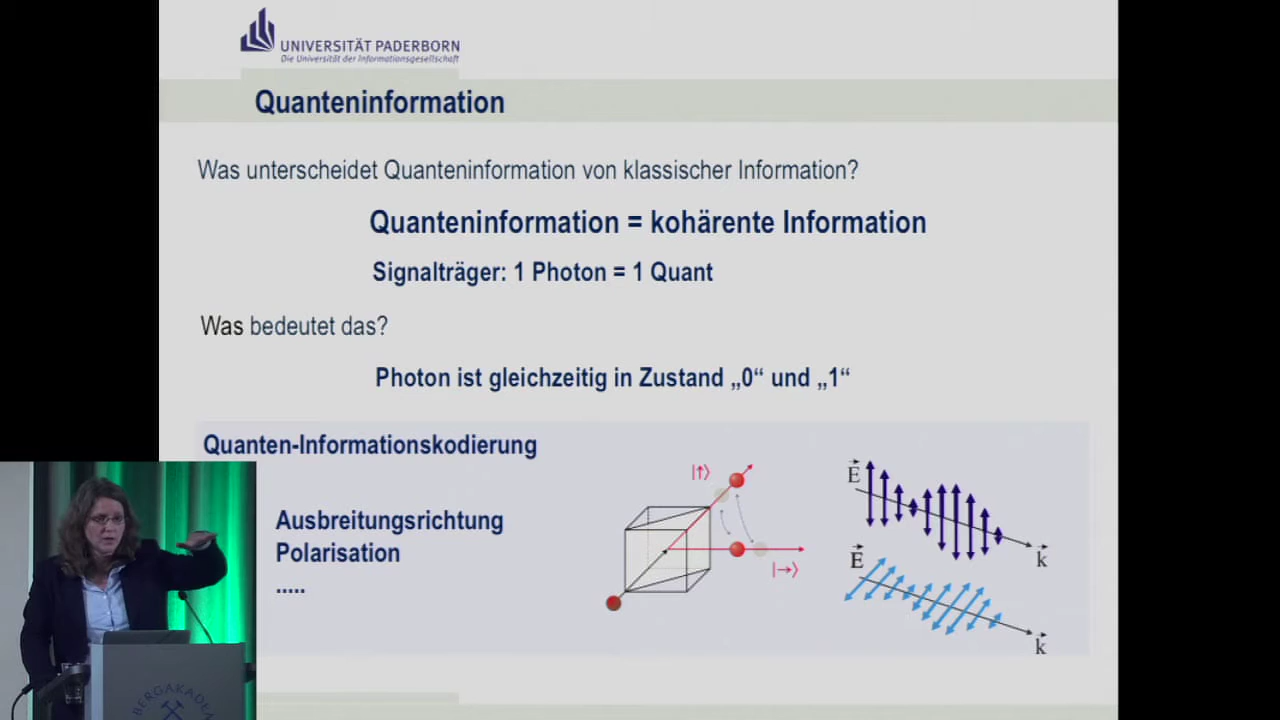 UNIVERSITÄT PADERBORN
Die Universität der Informationsgesellschaft
Quanteninformation
Was unterscheidet Quanteninformation von klassischer Information?
Quanteninformation = kohärente Information
Signalträger: 1 Photon = 1 Quant
Was bedeutet das?
Photon ist gleichzeitig in Zustand „0“ und „1“
Quanten-Informationskodierung
Ausbreitungsrichtung
Polarisation
.....
|↑⟩
|→⟩
E⃗
k⃗
E⃗
k⃗
BERGAKADE